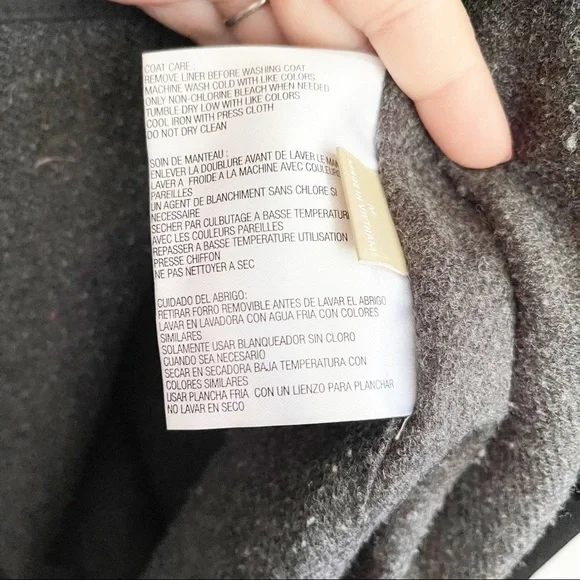 COAT CARE :
REMOVE LINER BEFORE WASHING COAT
MACHINE WASH COLD WITH LIKE COLORS
ONLY NON-CHLORINE BLEACH WHEN NEEDED
TUMBLE DRY LOW WITH LIKE COLORS
COOL IRON WITH PRESS CLOTH
DO NOT DRY CLEAN
SOIN DE MANTEAU :
ENLEVER LA DOUBLURE AVANT DE LAVER LE MAN
LAVER A FROIDE A LA MACHINE AVEC COULEURS
PAREILLES
UN AGENT DE BLANCHIMENT SANS CHLORE SI
NECESSAIRE
SECHER PAR CULBUTAGE A BASSE TEMPERATU
AVEC LES COULEURS PAREILLES
REPASSER A BASSE TEMPERATURE UTILISATION
PRESSE CHIFFON
NE PAS NETTOYER A SEC
CUIDADO DEL ABRIGO:
RETIRAR FORRO REMOVIBLE ANTES DE LAVAR EL ABRIGO
LAVAR EN LAVADORA CON AGUA FRIA CON COLORES
SIMILARES
SOLAMENTE USAR BLANQUEADOR SIN CLORO
CUANDO SEA NECESARIO
SECAR EN SECADORA BAJA TEMPERATURA CON
COLORES SIMILARES
USAR PLANCHA FRIA CON UN LIENZO PARA PLANCHAR
NO LAVAR EN SECO